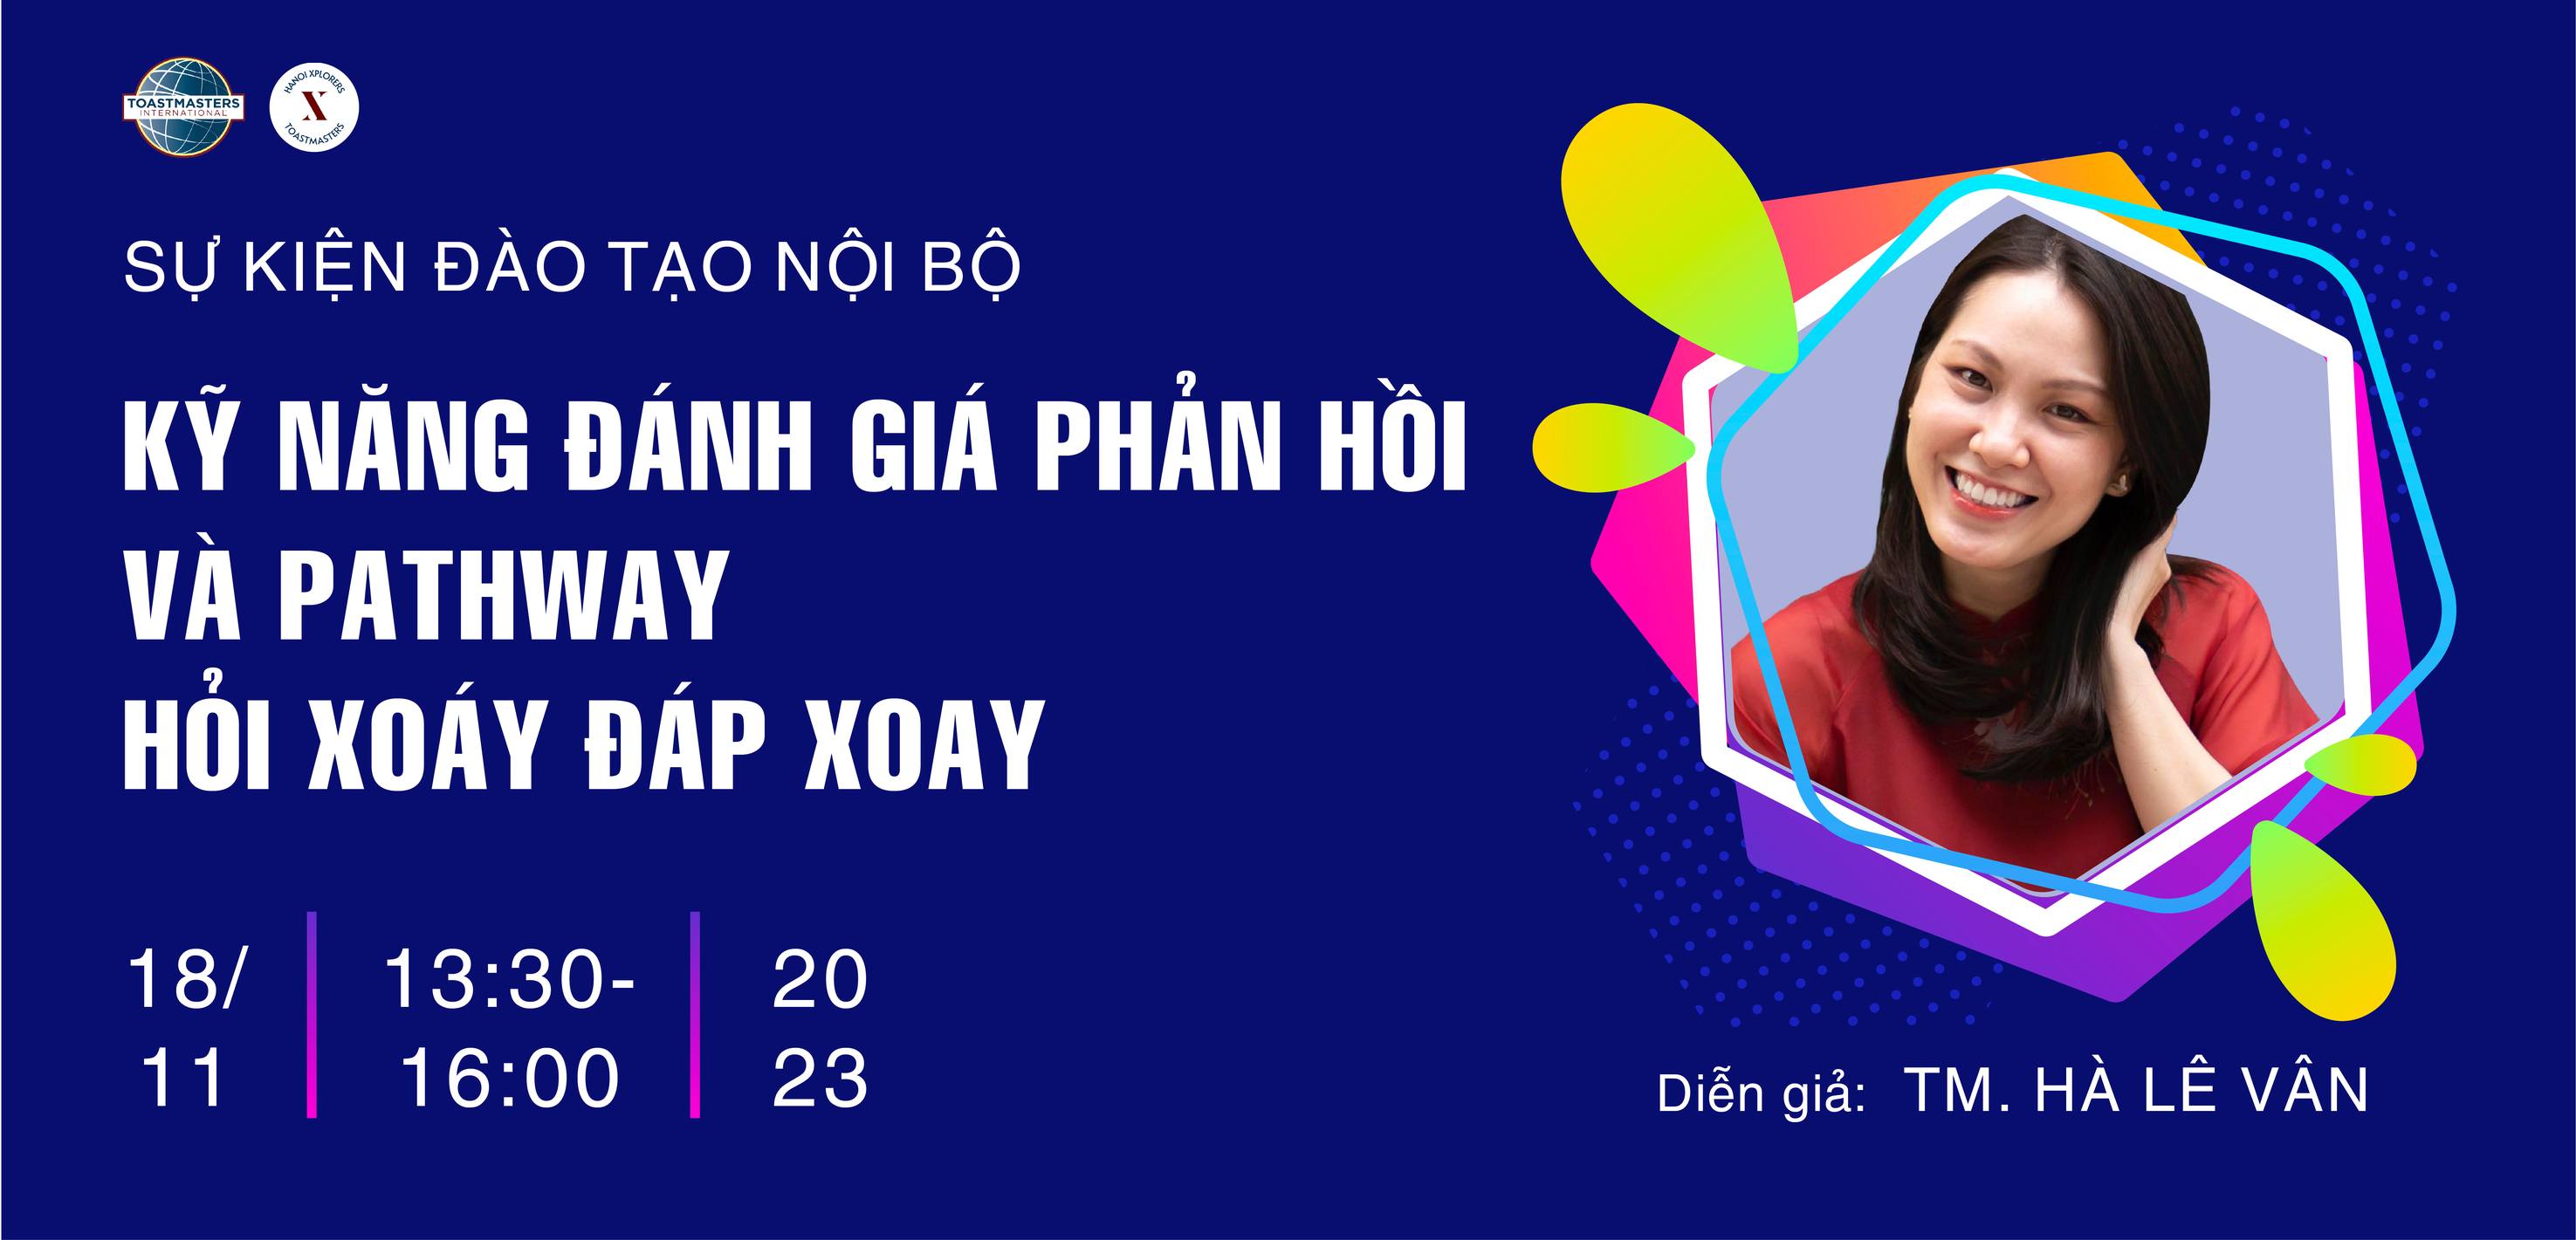 TOASTMASTERS
INTERNATIONAL
HANOI XPLORERS
X
TOASTMASTERS
SỰ KIỆN ĐÀO TẠO NỘI BỘ
KỸ NĂNG ĐÁNH GIÁ PHẢN HỒI
VÀ PATHWAY
HỎI XOÁY ĐÁP XOAY
18/
11
13:30-
16:00
20
23
Diễn giả: TM. HÀ LÊ VÂN